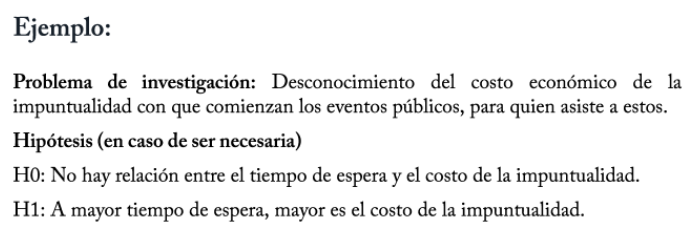 Ejemplo:
Problema de investigación: Desconocimiento del costo económico de la
impuntualidad con que comienzan los eventos públicos, para quien asiste a estos.
Hipótesis (en caso de ser necesaria)
H0: No hay relación entre el tiempo de espera y el costo de la impuntualidad.
H1: A mayor tiempo de espera, mayor es el costo de la impuntualidad.